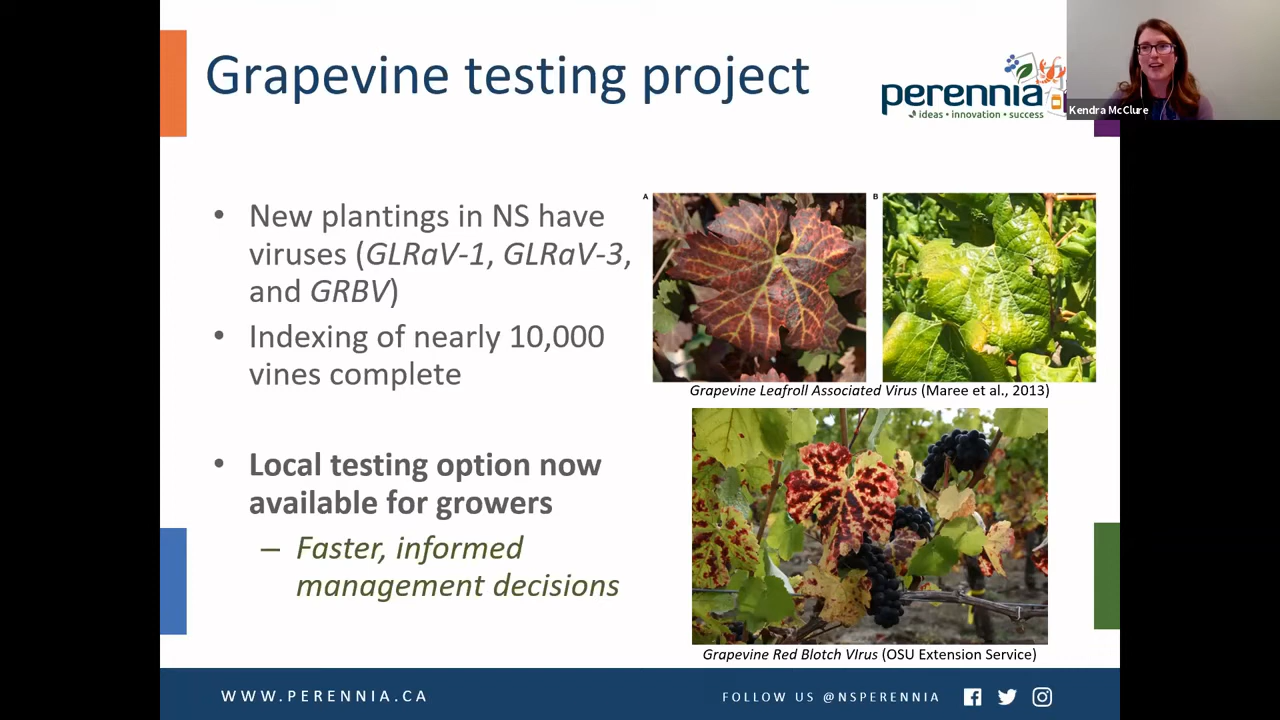 Grapevine testing project
perennia
ideas • innovation • success
Kendra McClure
• New plantings in NS have
viruses (GLRaV-1, GLRaV-3,
and GRBV)
• Indexing of nearly 10,000
vines complete
• Local testing option now
available for growers
– Faster, informed
management decisions
A
B
Grapevine Leafroll Associated Virus (Maree et al., 2013)
Grapevine Red Blotch VIrus (OSU Extension Service)
WWW.PERENNIA.CA
FOLLOW US @NSPERENNIA